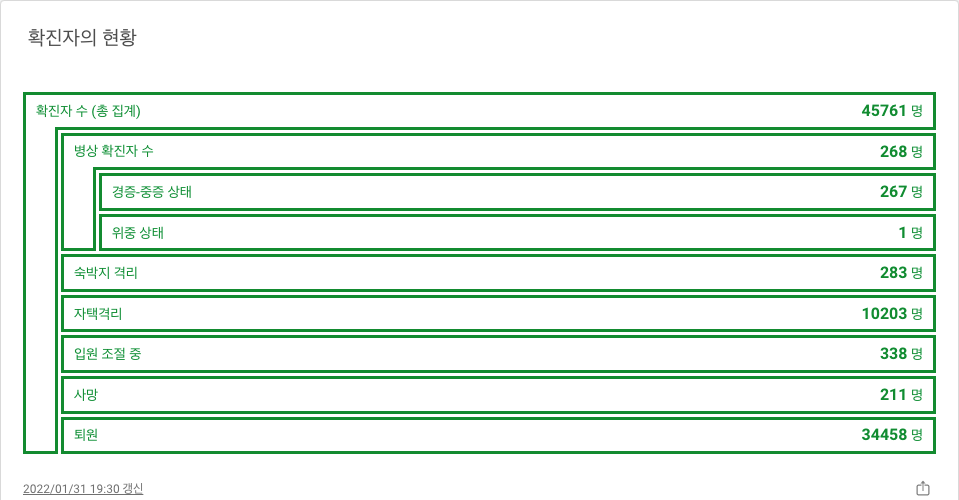 확진자의 현황
확진자 수 (총 집계) 45761 명
병상 확진자 수 268 명
경증-중증 상태 267 명
위중 상태 1 명
숙박지 격리 283 명
자택격리 10203 명
입원 조절 중 338 명
사망 211 명
퇴원 34458 명
2022/01/31 19:30 갱신